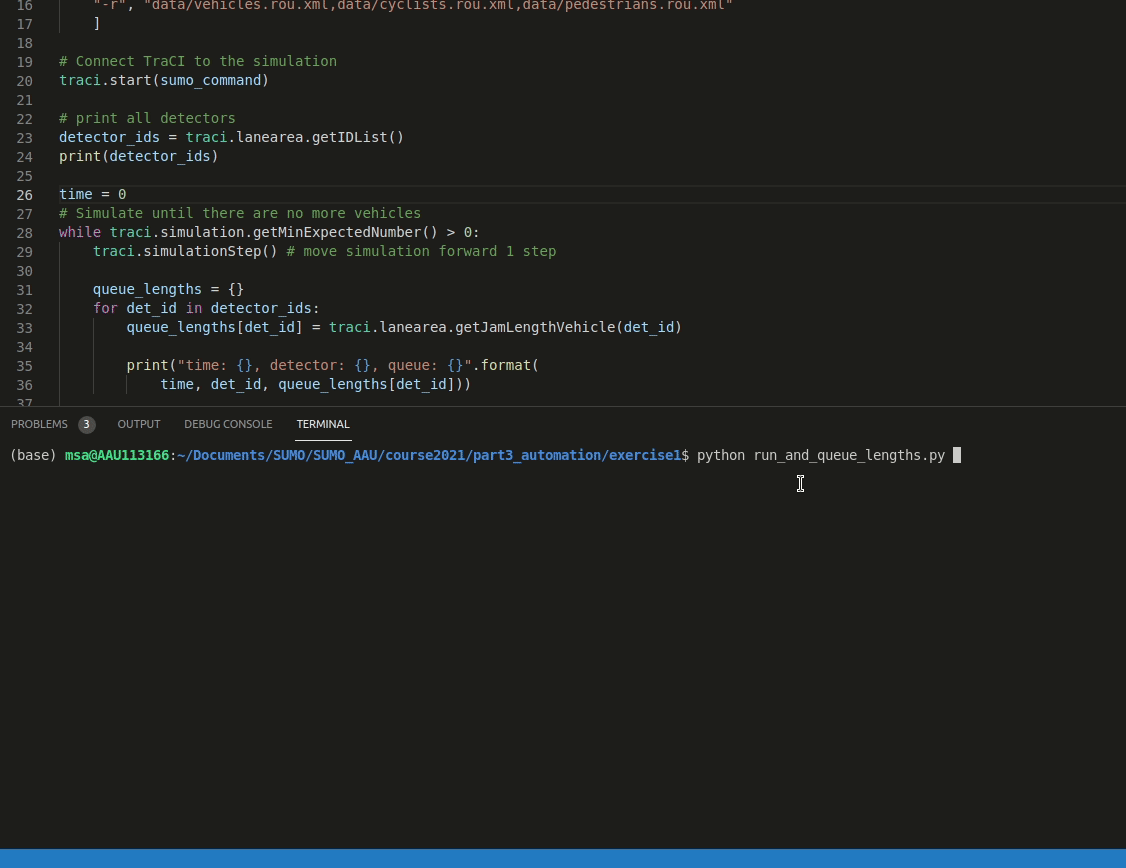 16 "-r", "data/vehicles.rou.xml,data/cyclists.rou.xml,data/pedestrians.rou.xml"
17 ]
18
19 # Connect TraCI to the simulation
20 traci.start(sumo_command)
21
22 # print all detectors
23 detector_ids = traci.lanearea.getIDList()
24 print(detector_ids)
25
26 time = 0
27 # Simulate until there are no more vehicles
28 while traci.simulation.getMinExpectedNumber() > 0:
29 traci.simulationStep() # move simulation forward 1 step
30
31 queue_lengths = {}
32 for det_id in detector_ids:
33 queue_lengths[det_id] = traci.lanearea.getJamLengthVehicle(det_id)
34
35 print("time: {}, detector: {}, queue: {}".format(
36 time, det_id, queue_lengths[det_id]))
37
PROBLEMS 3 OUTPUT DEBUG CONSOLE TERMINAL
(base) msa@AAU113166:~/Documents/SUMO/SUMO_AAU/course2021/part3_automation/exercise1$ python run_and_queue_lengths.py